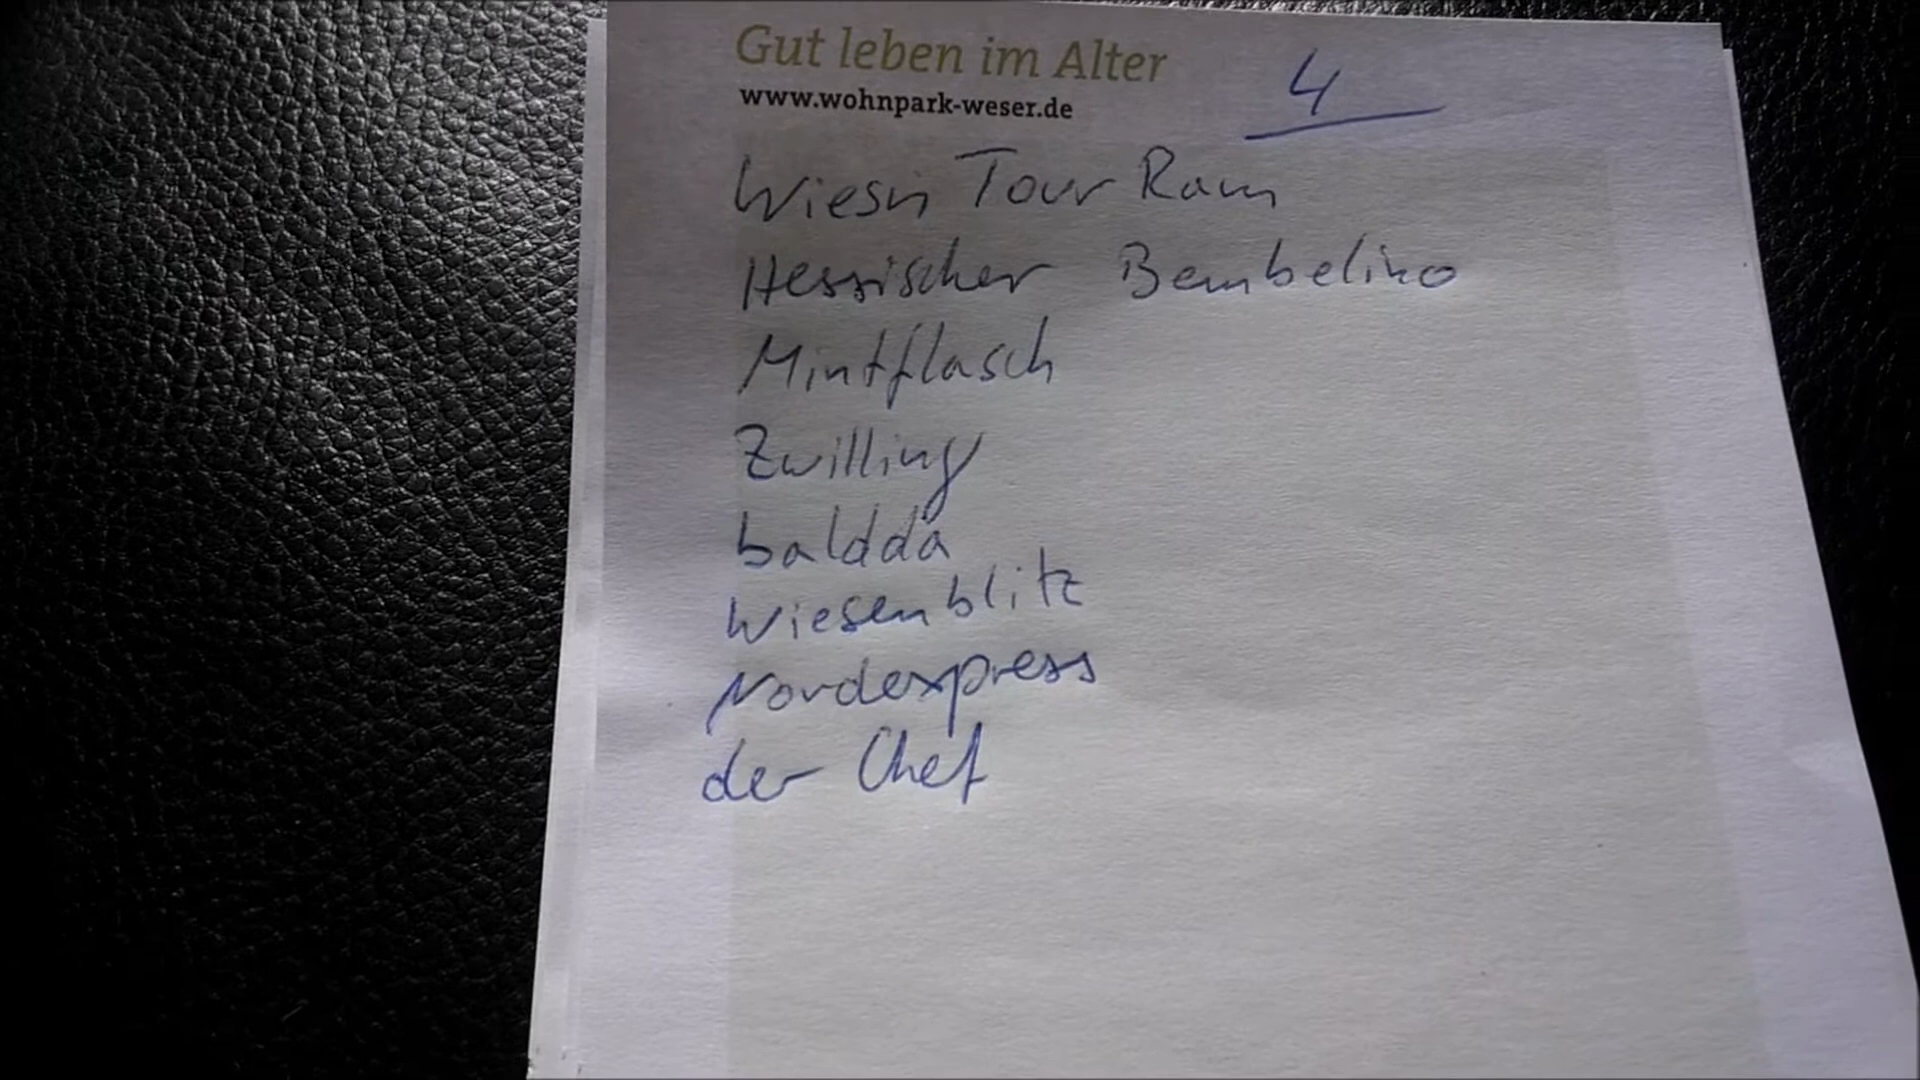 Gut leben im Alter
4
www.wohnpark-weser.de
Wiesn Tour Ram
Hessischer Bembelino
Mintflasch
Zwilling
baldda
Wiesenblitz
Nordexpress
der Chef